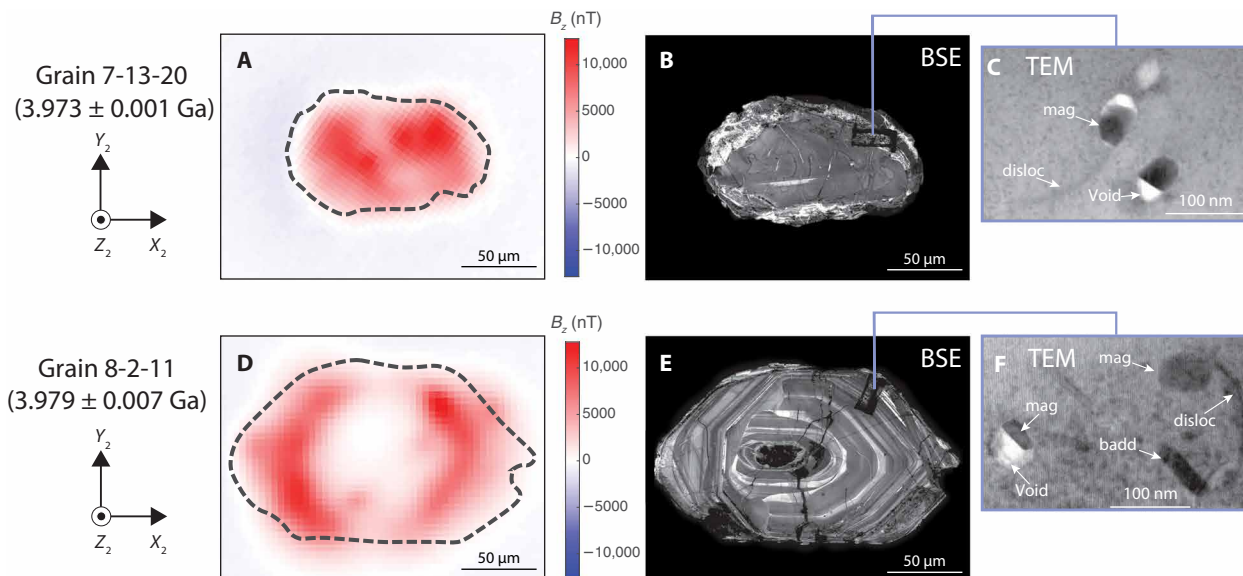 Grain 7-13-20
(3.973 ± 0.001 Ga)
Y2
Z2
X2
A
50 µm
Bz (nT)
10,000
5000
0
−5000
−10,000
B
BSE
50 µm
C
TEM
mag
disloc
Void
100 nm
Grain 8-2-11
(3.979 ± 0.007 Ga)
Y2
Z2
X2
D
50 µm
Bz (nT)
10,000
5000
0
−5000
−10,000
E
BSE
50 µm
F
TEM
mag
mag
disloc
badd
Void
100 nm